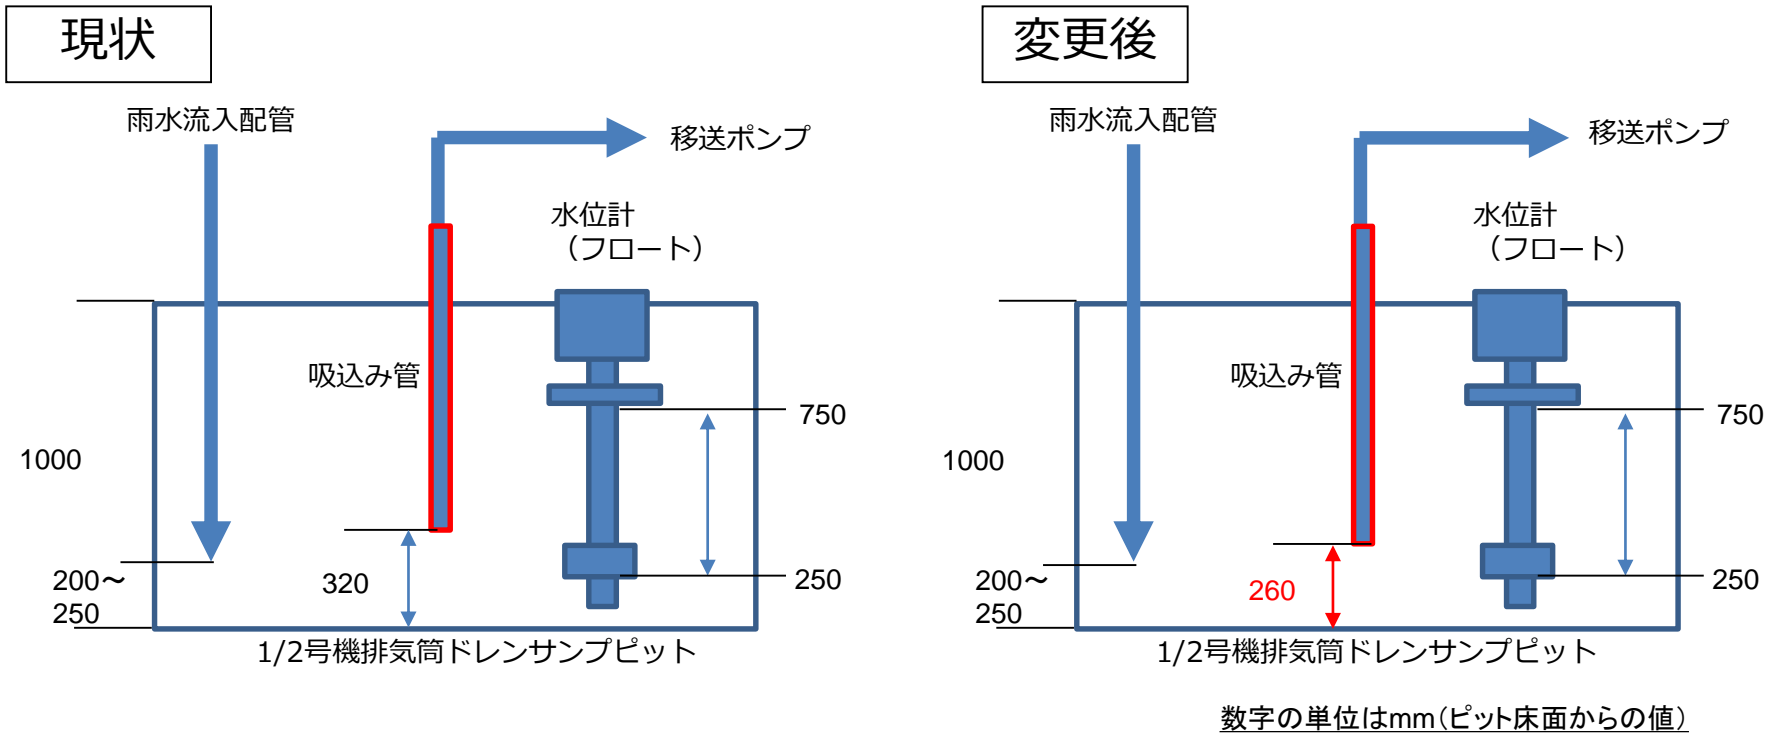 現状
雨水流入配管
移送ポンプ
水位計
（フロート）
吸込み管
750
1000
200～
250
320
250
1/2号機排気筒ドレンサンプピット
変更後
雨水流入配管
移送ポンプ
水位計
（フロート）
吸込み管
750
1000
200～
250
260
250
1/2号機排気筒ドレンサンプピット
数字の単位はmm（ピット床面からの値）